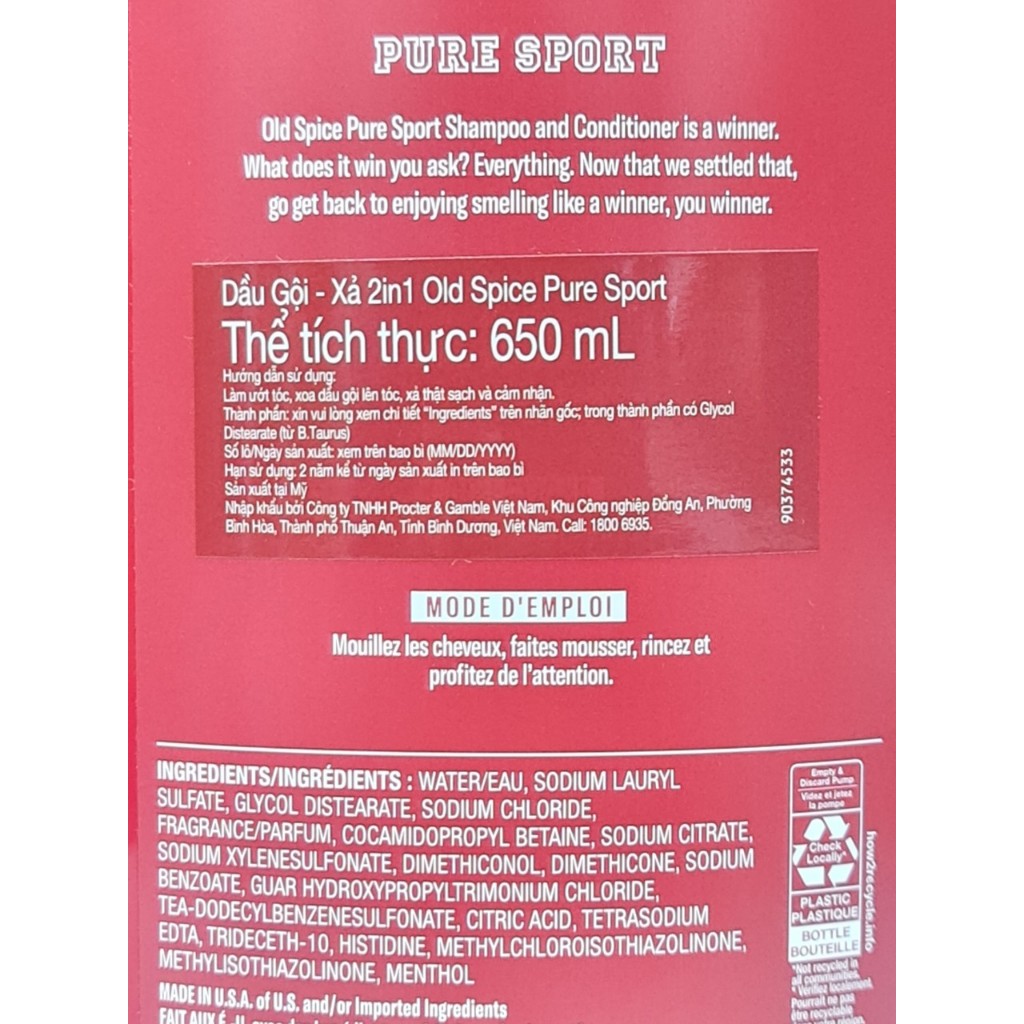 PURE SPORT
Old Spice Pure Sport Shampoo and Conditioner is a winner.
What does it win you ask? Everything. Now that we settled that,
go get back to enjoying smelling like a winner, you winner.
Dầu Gội - Xả 2in1 Old Spice Pure Sport
Thể tích thực: 650 mL
Hướng dẫn sử dụng:
Làm ướt tóc, xoa dầu gội lên tóc, xả thật sạch và cảm nhận.
Thành phần: xin vui lòng xem chi tiết "Ingredients" trên nhãn gốc; trong thành phần có Glycol
Distearate (từ B.Taurus)
Số lô/Ngày sản xuất: xem trên bao bì (MM/DD/YYYY)
Hạn sử dụng: 2 năm kể từ ngày sản xuất in trên bao bì
Sản xuất tại Mỹ
Nhập khẩu bởi Công ty TNHH Procter & Gamble Việt Nam, Khu Công nghiệp Đồng An, Phường
Bình Hòa, Thành phố Thuận An, Tỉnh Bình Dương, Việt Nam. Call: 1800 6935.
90374533
MODE D'EMPLOI
Mouillez les cheveux, faites mousser, rincez et
profitez de l'attention.
INGREDIENTS/INGRÉDIENTS : WATER/EAU, SODIUM LAURYL
SULFATE, GLYCOL DISTEARATE, SODIUM CHLORIDE,
FRAGRANCE/PARFUM, COCAMIDOPROPYL BETAINE, SODIUM CITRATE,
SODIUM XYLENESULFONATE, DIMETHICONOL, DIMETHICONE, SODIUM
BENZOATE, GUAR HYDROXYPROPYLTRIMONIUM CHLORIDE,
TEA-DODECYLBENZENESULFONATE, CITRIC ACID, TETRASODIUM
EDTA, TRIDECETH-10, HISTIDINE, METHYLCHLOROISOTHIAZOLINONE,
METHYLISOTHIAZOLINONE, MENTHOL
MADE IN U.S.A. of U.S. and/or Imported Ingredients
FAIT AUX É.-U.
Empty &
Discard Pump
Videz et jetez
la pompe
Check
Locally*
PLASTIC
PLASTIQUE
BOTTLE
BOUTEILLE
how2recycle.info
*Not recycled in
all communities.
*Vérifiez localement.
Pourrait ne pas
être recyclable